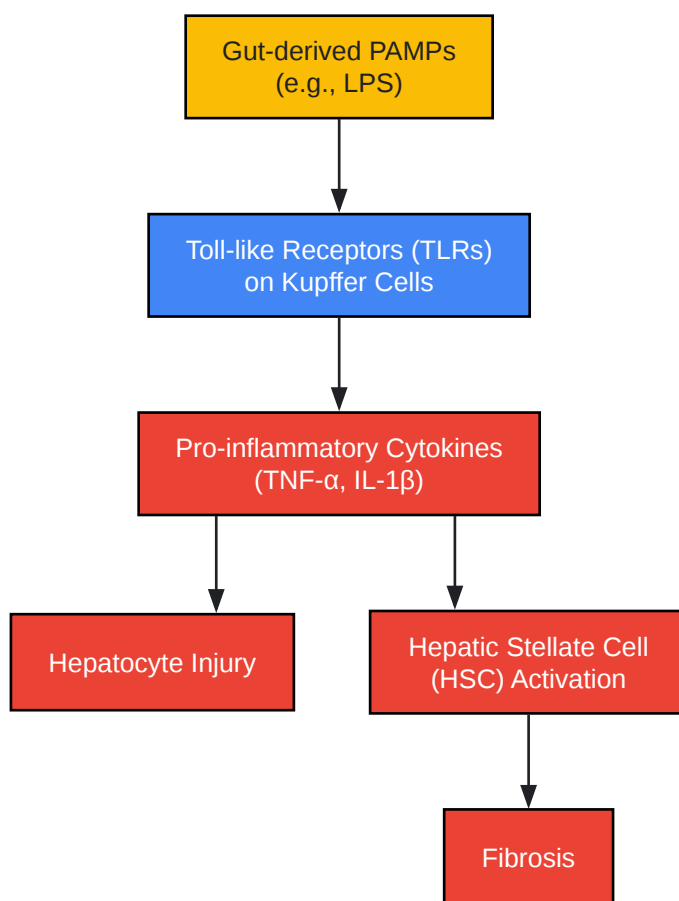 Gut-derived PAMPs
(e.g., LPS)
Toll-like Receptors (TLRs)
on Kupffer Cells
Pro-inflammatory Cytokines
(TNF-α, IL-1β)
Hepatocyte Injury
Hepatic Stellate Cell
(HSC) Activation
Fibrosis